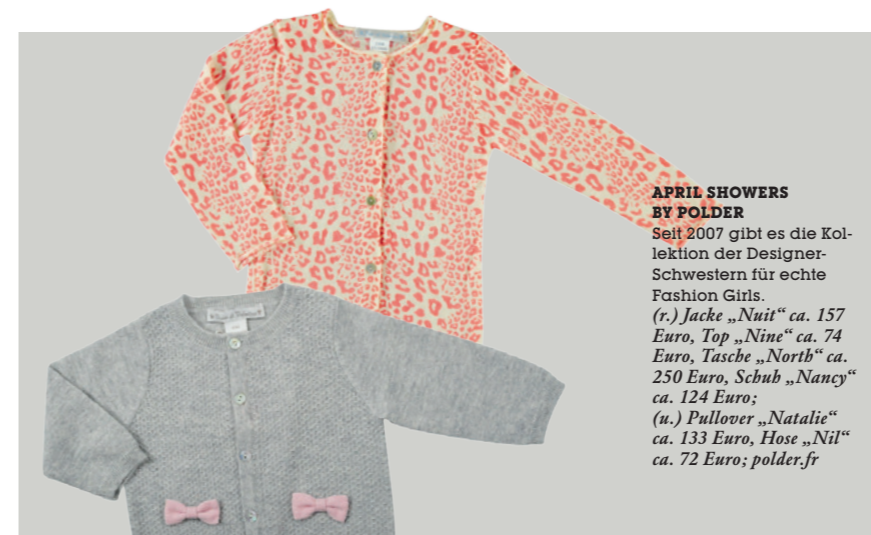 APRIL SHOWERS
BY POLDER
Seit 2007 gibt es die Kol-
lektion der Designer-
Schwestern für echte
Fashion Girls.
(r.) Jacke „Nuit“ ca. 157
Euro, Top „Nine“ ca. 74
Euro, Tasche „North“ ca.
250 Euro, Schuh „Nancy“
ca. 124 Euro;
(u.) Pullover „Natalie“
ca. 133 Euro, Hose „Nil“
ca. 72 Euro; polder.fr